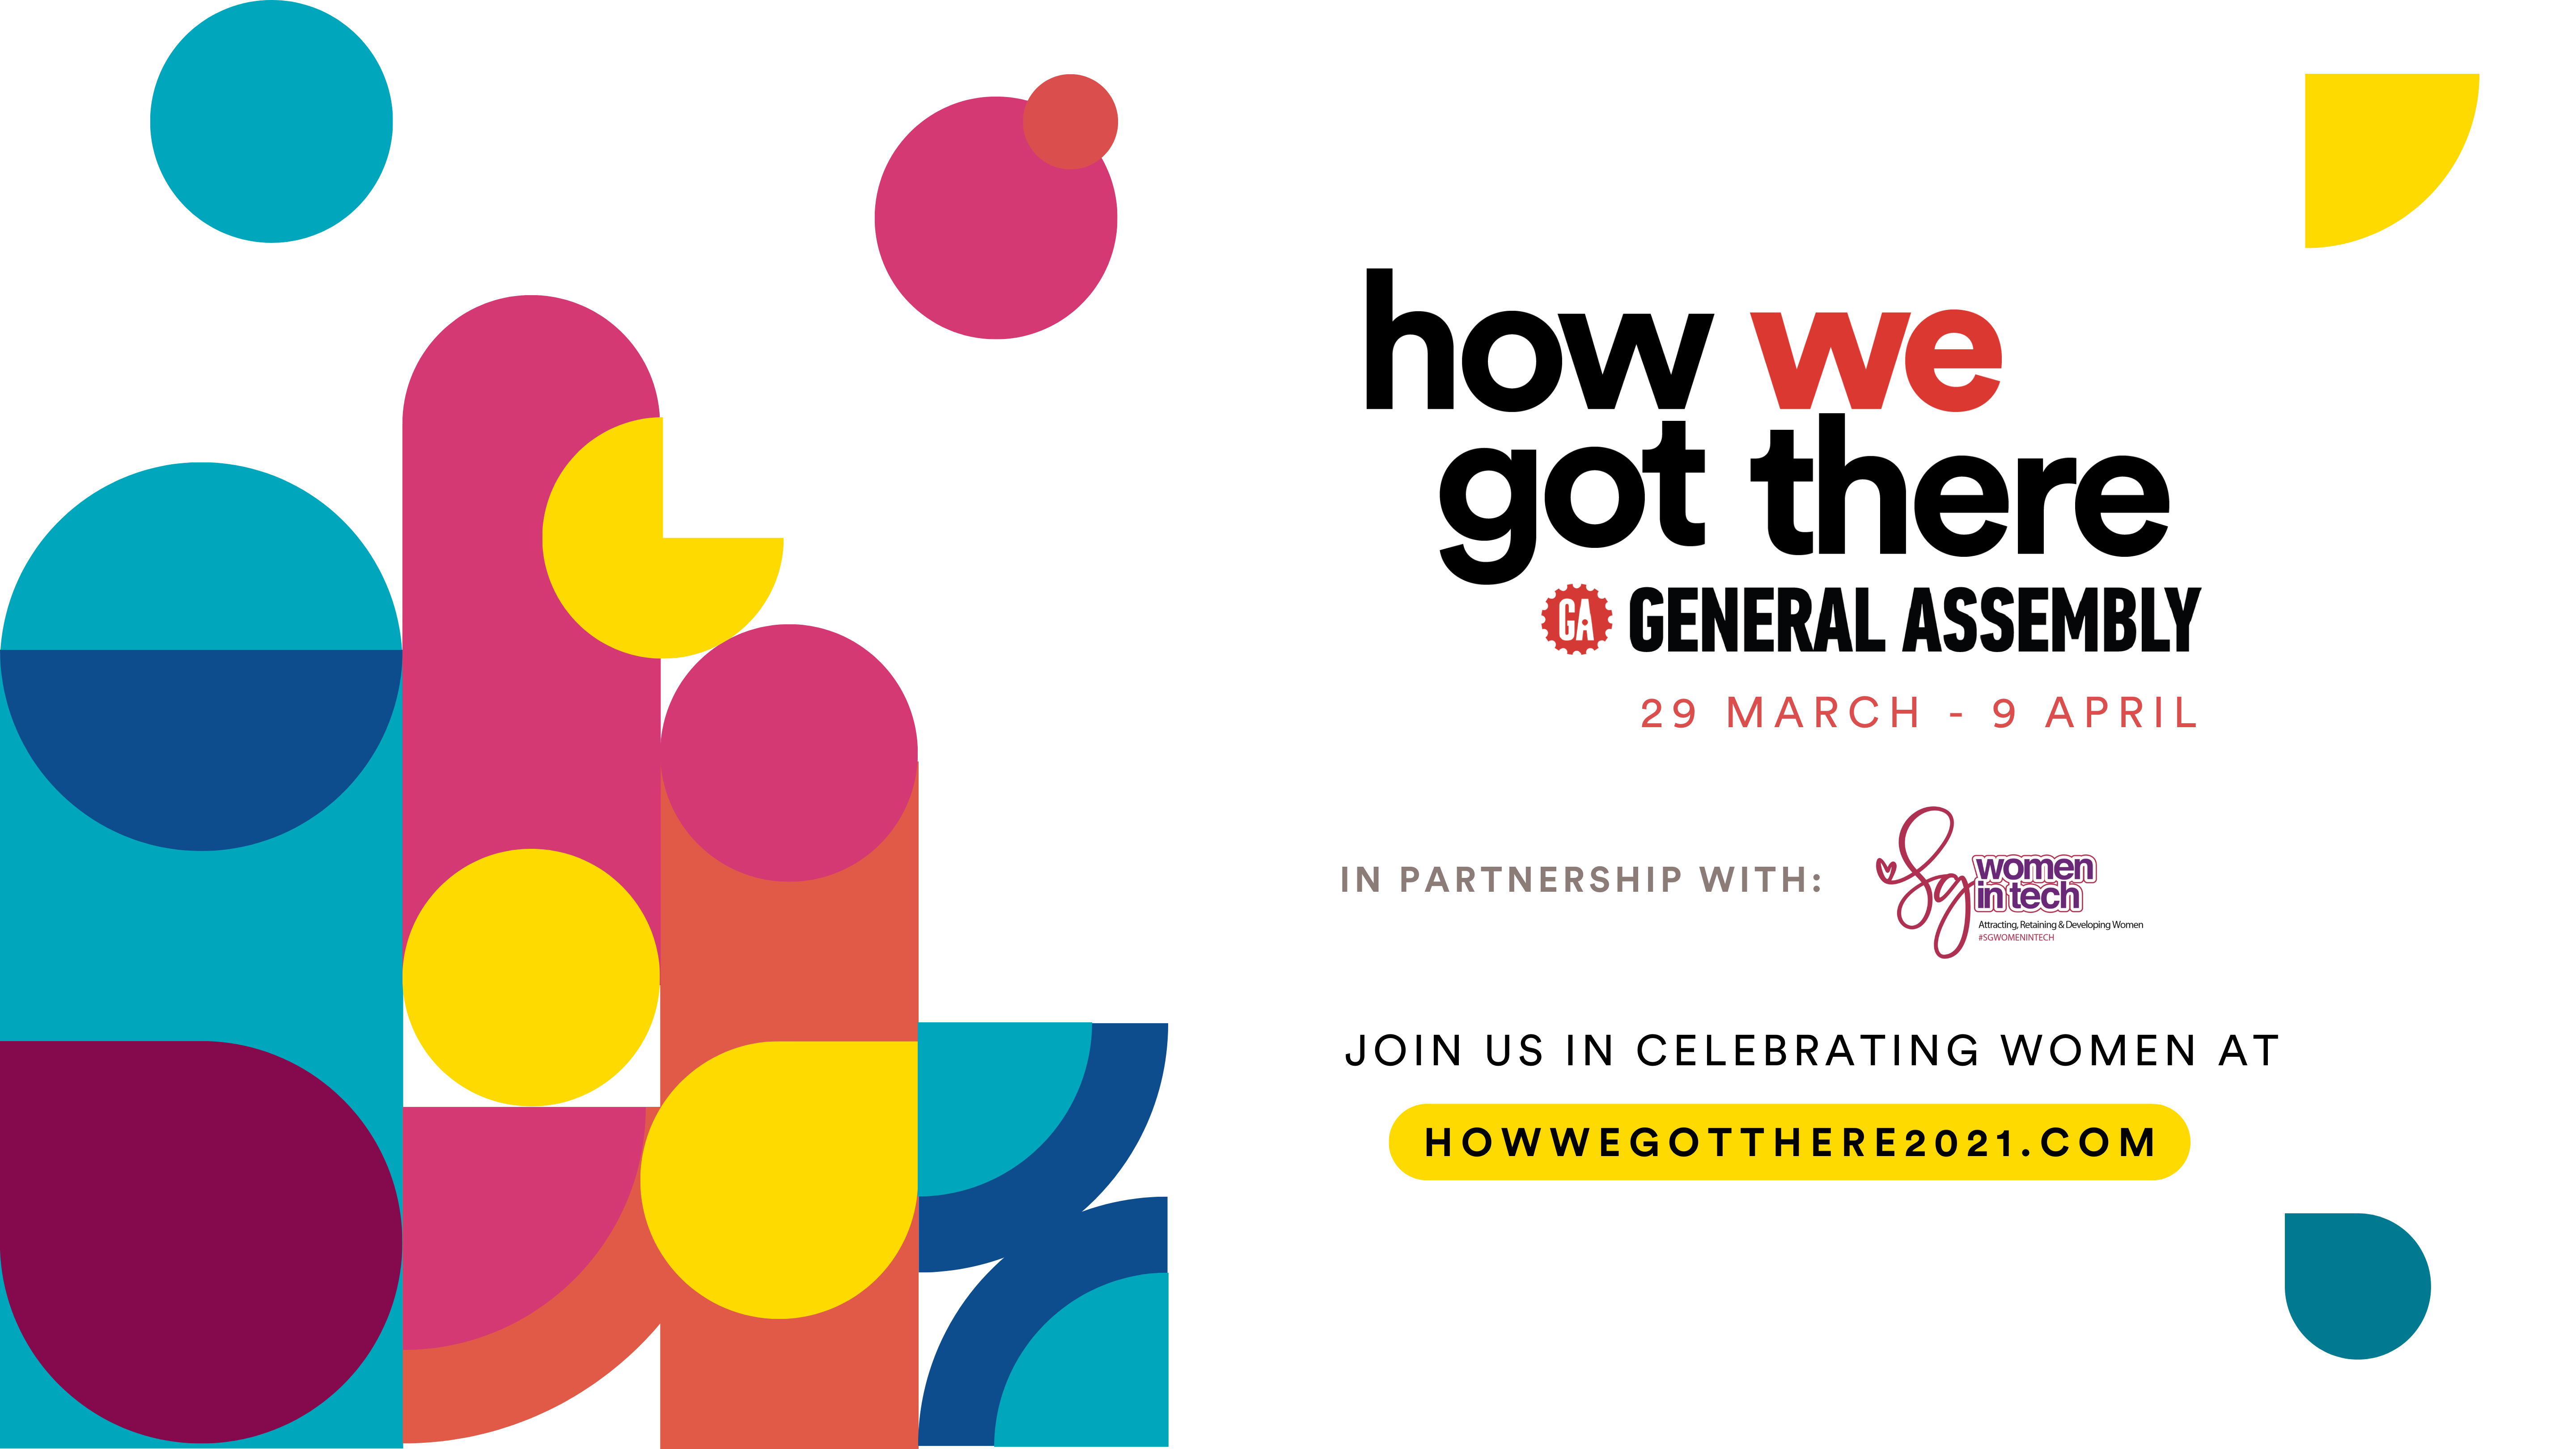 how we
got there
GA GENERAL ASSEMBLY
29 MARCH - 9 APRIL
IN PARTNERSHIP WITH:
Sg women
in tech
Attracting, Retaining & Developing Women
#SGWOMENINTECH
JOIN US IN CELEBRATING WOMEN AT
HOWWEGOTTHERE2021.COM